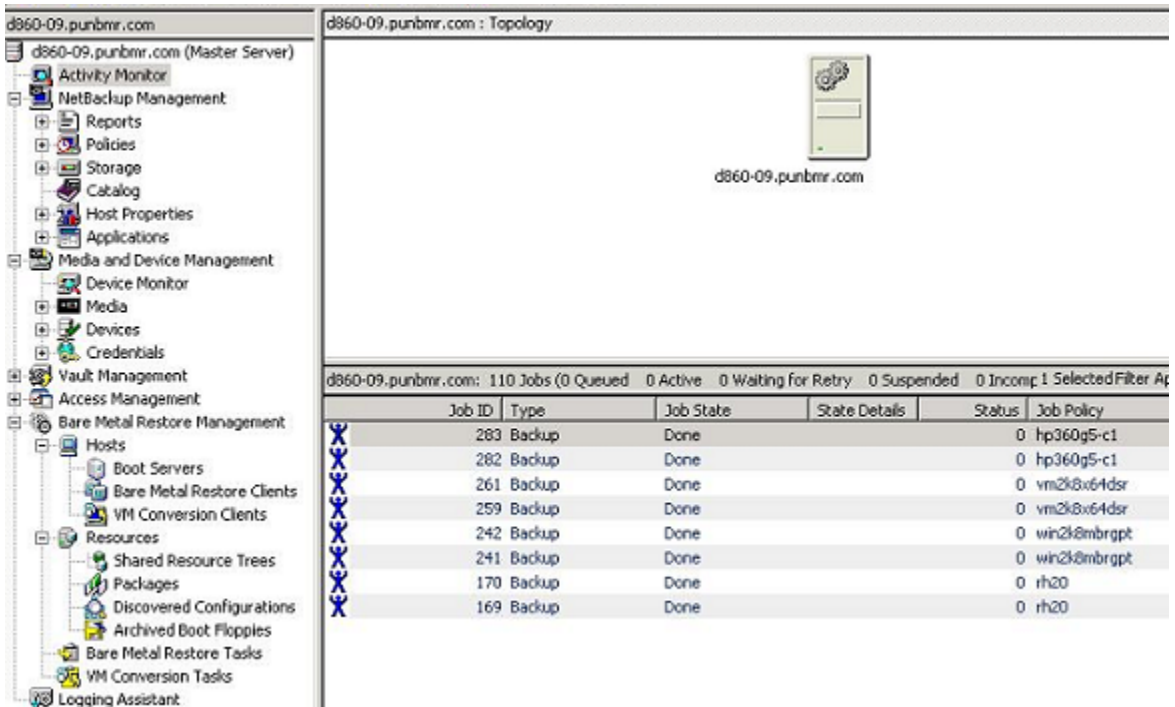 d860-09.punbmr.com
d860-09.punbmr.com (Master Server)
Activity Monitor
NetBackup Management
Reports
Policies
Storage
Catalog
Host Properties
Applications
Media and Device Management
Device Monitor
Media
Devices
Credentials
Vault Management
Access Management
Bare Metal Restore Management
Hosts
Boot Servers
Bare Metal Restore Clients
VM Conversion Clients
Resources
Shared Resource Trees
Packages
Discovered Configurations
Archived Boot Floppies
Bare Metal Restore Tasks
VM Conversion Tasks
Logging Assistant
d860-09.punbmr.com : Topology
d860-09.punbmr.com
d860-09.punbmr.com: 110 Jobs (0 Queued 0 Active 0 Waiting for Retry 0 Suspended 0 Incomp 1 Selected Filter Ap
Job ID Type Job State State Details Status Job Policy
283 Backup Done 0 hp360g5-c1
282 Backup Done 0 hp360g5-c1
261 Backup Done 0 vm2k8x64dsr
259 Backup Done 0 vm2k8x64dsr
242 Backup Done 0 win2k8mbrgpt
241 Backup Done 0 win2k8mbrgpt
170 Backup Done 0 rh20
169 Backup Done 0 rh20